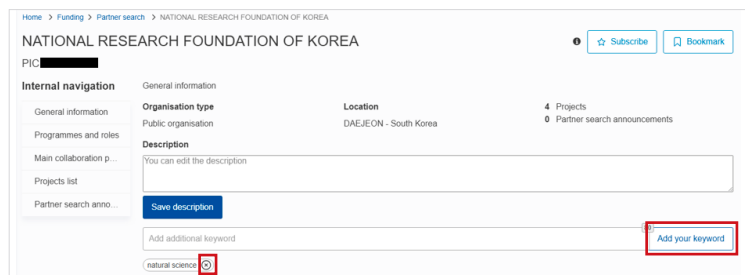 Home > Funding > Partner search > NATIONAL RESEARCH FOUNDATION OF KOREA
NATIONAL RESEARCH FOUNDATION OF KOREA
Subscribe
Bookmark
PIC
Internal navigation
General information
Programmes and roles
Main collaboration p...
Projects list
Partner search anno...
General information
Organisation type
Public organisation
Location
DAEJEON - South Korea
4 Projects
0 Partner search announcements
Description
You can edit the description
Save description
Add additional keyword
Add your keyword
natural science